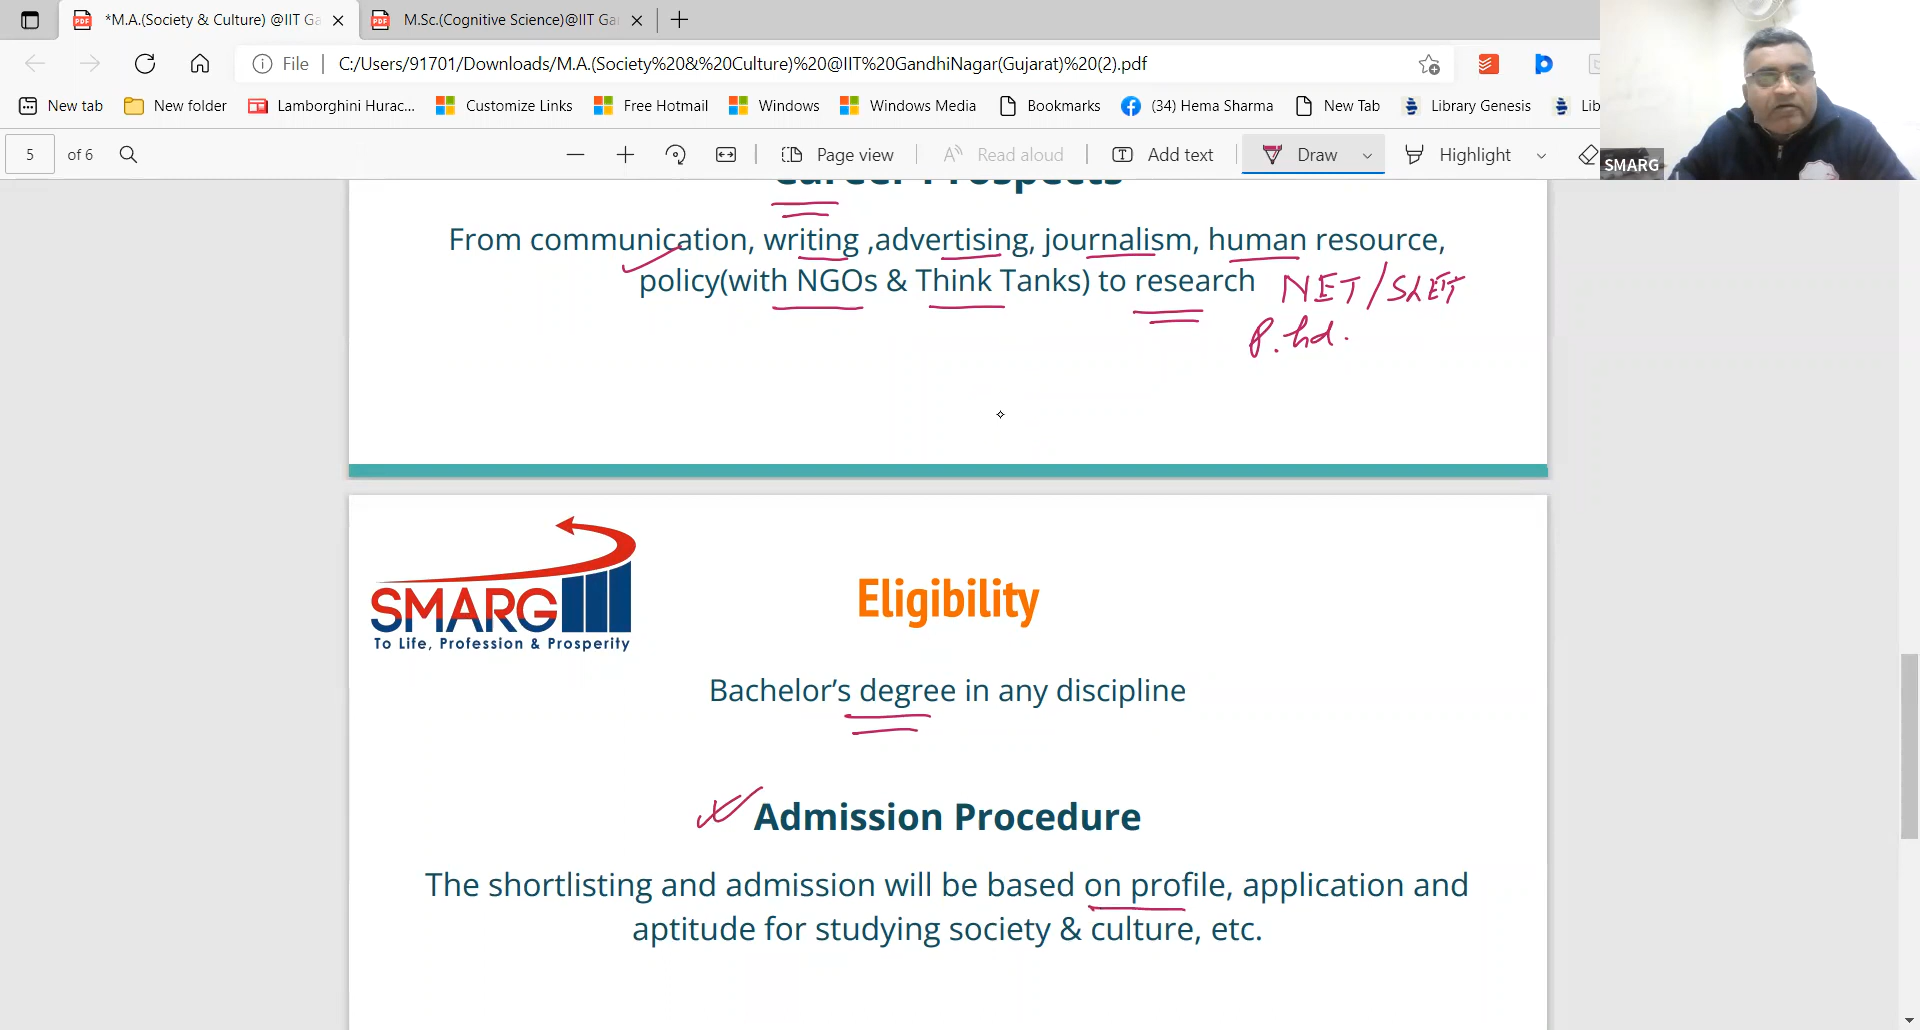 *M.A.(Society & Culture) @IIT Ga
M.Sc.(Cognitive Science)@IIT Ga
File
C:/Users/91701/Downloads/M.A.(Society%20&%20Culture)%20@IIT%20GandhiNagar(Gujarat)%20(2).pdf
New tab
New folder
Lamborghini Hurac...
Customize Links
Free Hotmail
Windows
Windows Media
Bookmarks
(34) Hema Sharma
New Tab
Library Genesis
Lib
5 of 6
Page view
Read aloud
Add text
Draw
Highlight
SMARG
Career Prospects
From communication, writing ,advertising, journalism, human resource,
policy(with NGOs & Think Tanks) to research NET/SLET
P.hd.
SMARG
To Life, Profession & Prosperity
Eligibility
Bachelor's degree in any discipline
Admission Procedure
The shortlisting and admission will be based on profile, application and
aptitude for studying society & culture, etc.